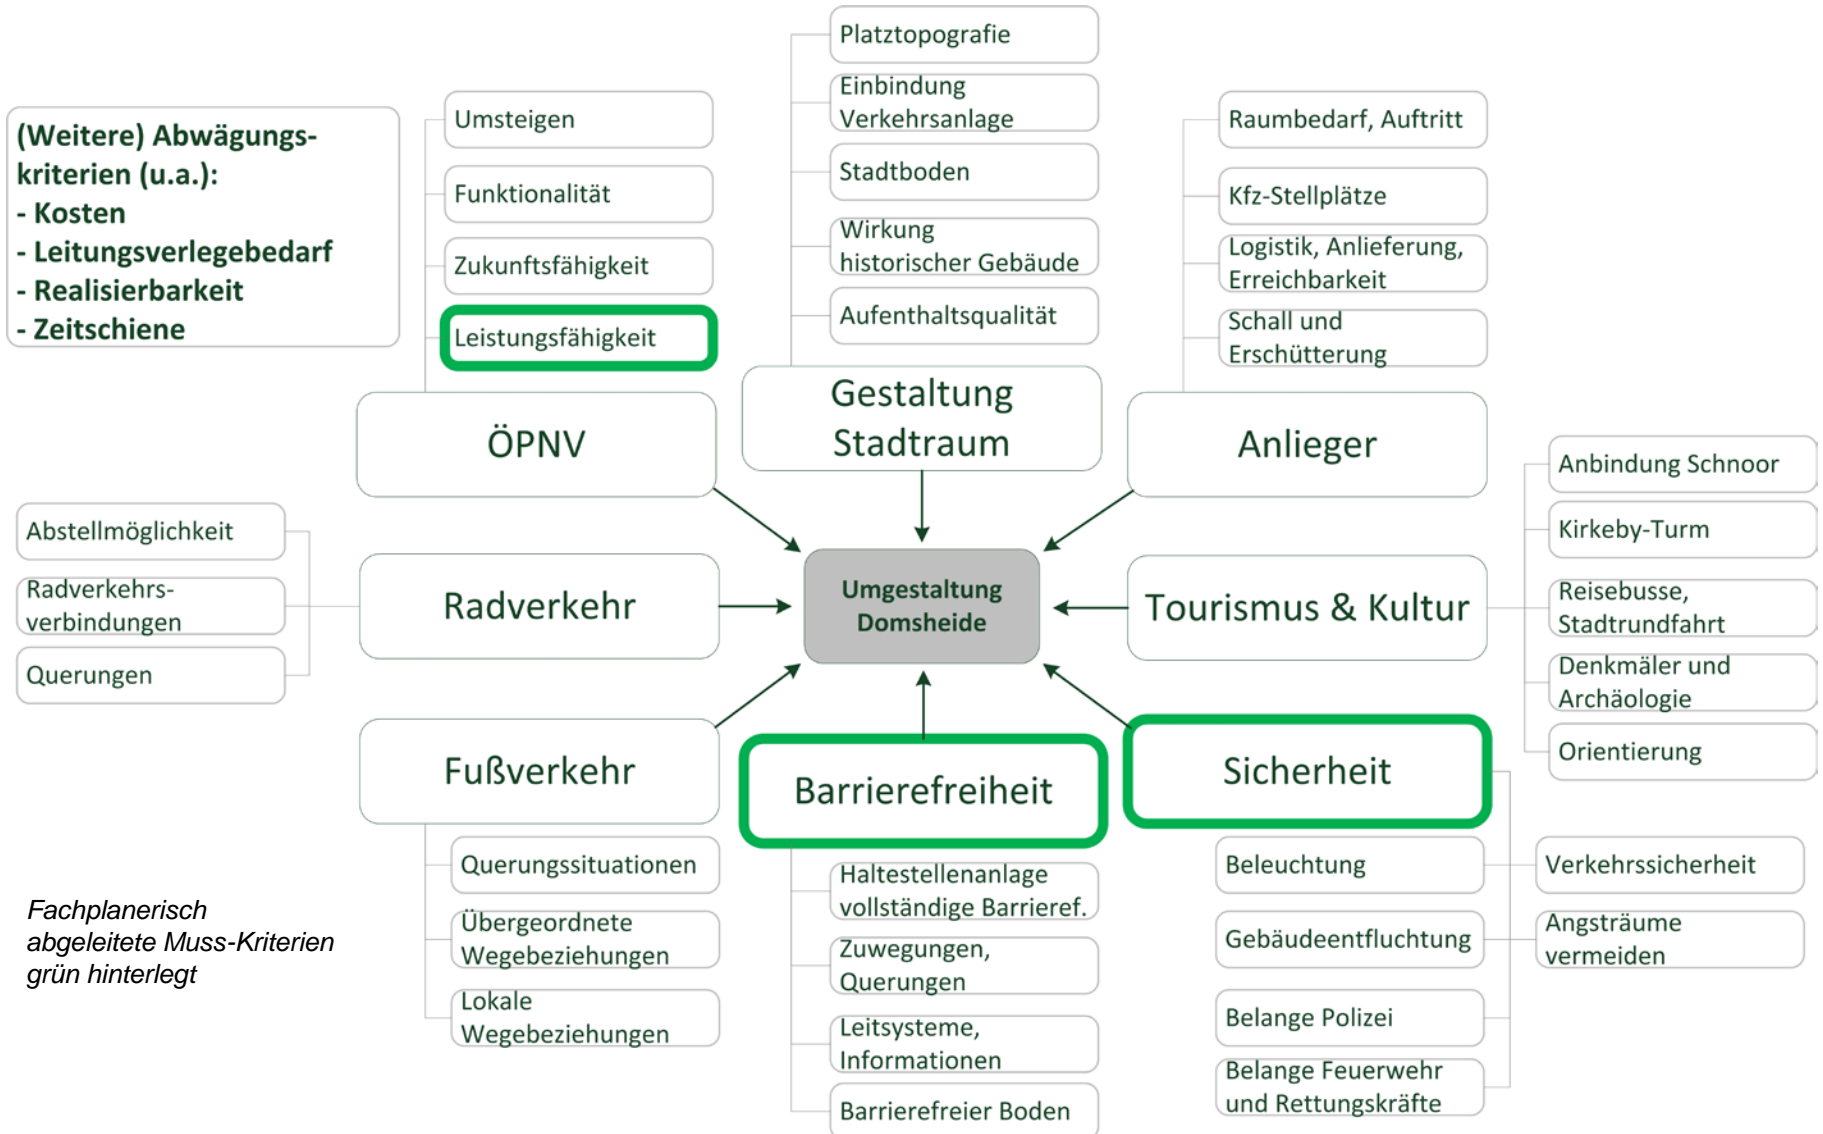 (Weitere) Abwägungs-
kriterien (u.a.):
- Kosten
- Leitungsverlegebedarf
- Realisierbarkeit
- Zeitschiene
Umsteigen
Funktionalität
Zukunftsfähigkeit
Leistungsfähigkeit
ÖPNV
Platztopografie
Einbindung
Verkehrsanlage
Stadtboden
Wirkung
historischer Gebäude
Aufenthaltsqualität
Gestaltung
Stadtraum
Raumbedarf, Auftritt
Kfz-Stellplätze
Logistik, Anlieferung,
Erreichbarkeit
Schall und
Erschütterung
Anlieger
Abstellmöglichkeit
Radverkehrs-
verbindungen
Querungen
Radverkehr
Umgestaltung
Domsheide
Tourismus & Kultur
Anbindung Schnoor
Kirkeby-Turm
Reisebusse,
Stadtrundfahrt
Denkmäler und
Archäologie
Orientierung
Fußverkehr
Querungssituationen
Übergeordnete
Wegebeziehungen
Lokale
Wegebeziehungen
Barrierefreiheit
Haltestellenanlage
vollständige Barrieref.
Zuwegungen,
Querungen
Leitsysteme,
Informationen
Barrierefreier Boden
Sicherheit
Beleuchtung
Gebäudeentfluchtung
Belange Polizei
Belange Feuerwehr
und Rettungskräfte
Verkehrssicherheit
Angsträume
vermeiden
Fachplanerisch
abgeleitete Muss-Kriterien
grün hinterlegt